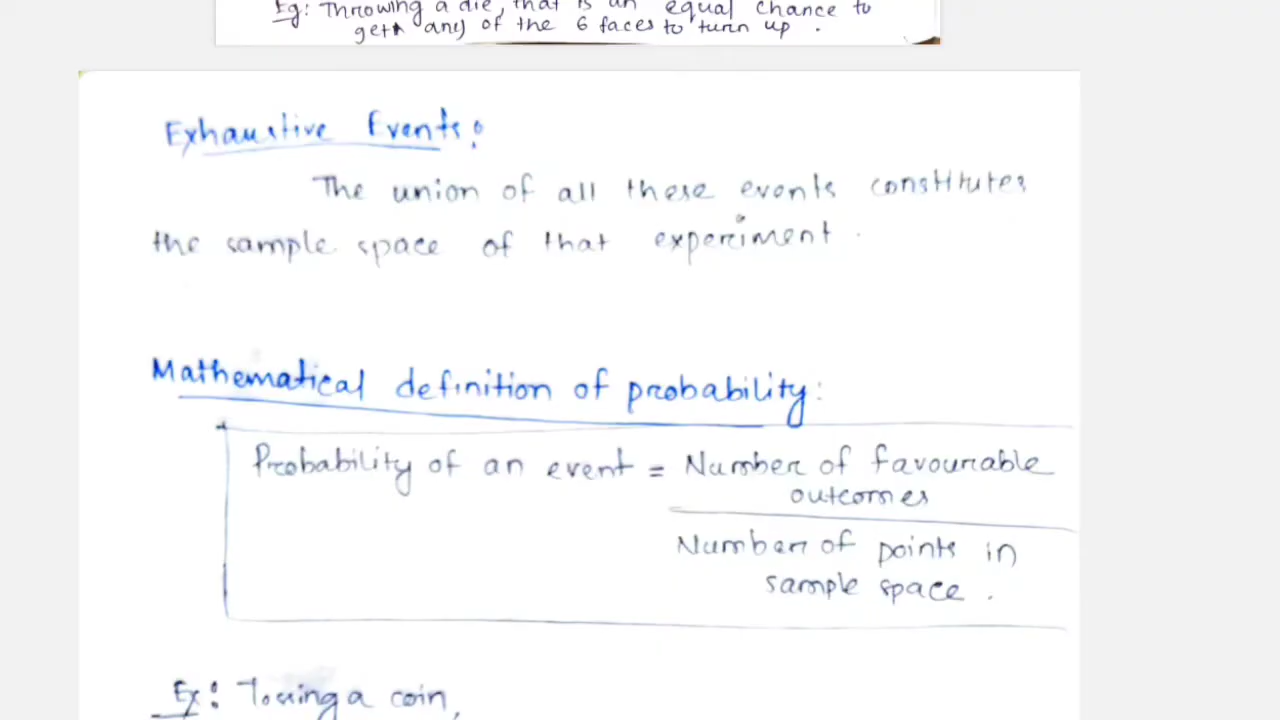 Eg: Throwing a die, that is an equal chance to
get any of the 6 faces to turn up.
Exhaustive Events:
The union of all these events constitutes
the sample space of that experiment.
Mathematical definition of probability:
Probability of an event = Number of favourable
outcomes
Number of points in
sample space.
Ex: Tossing a coin,